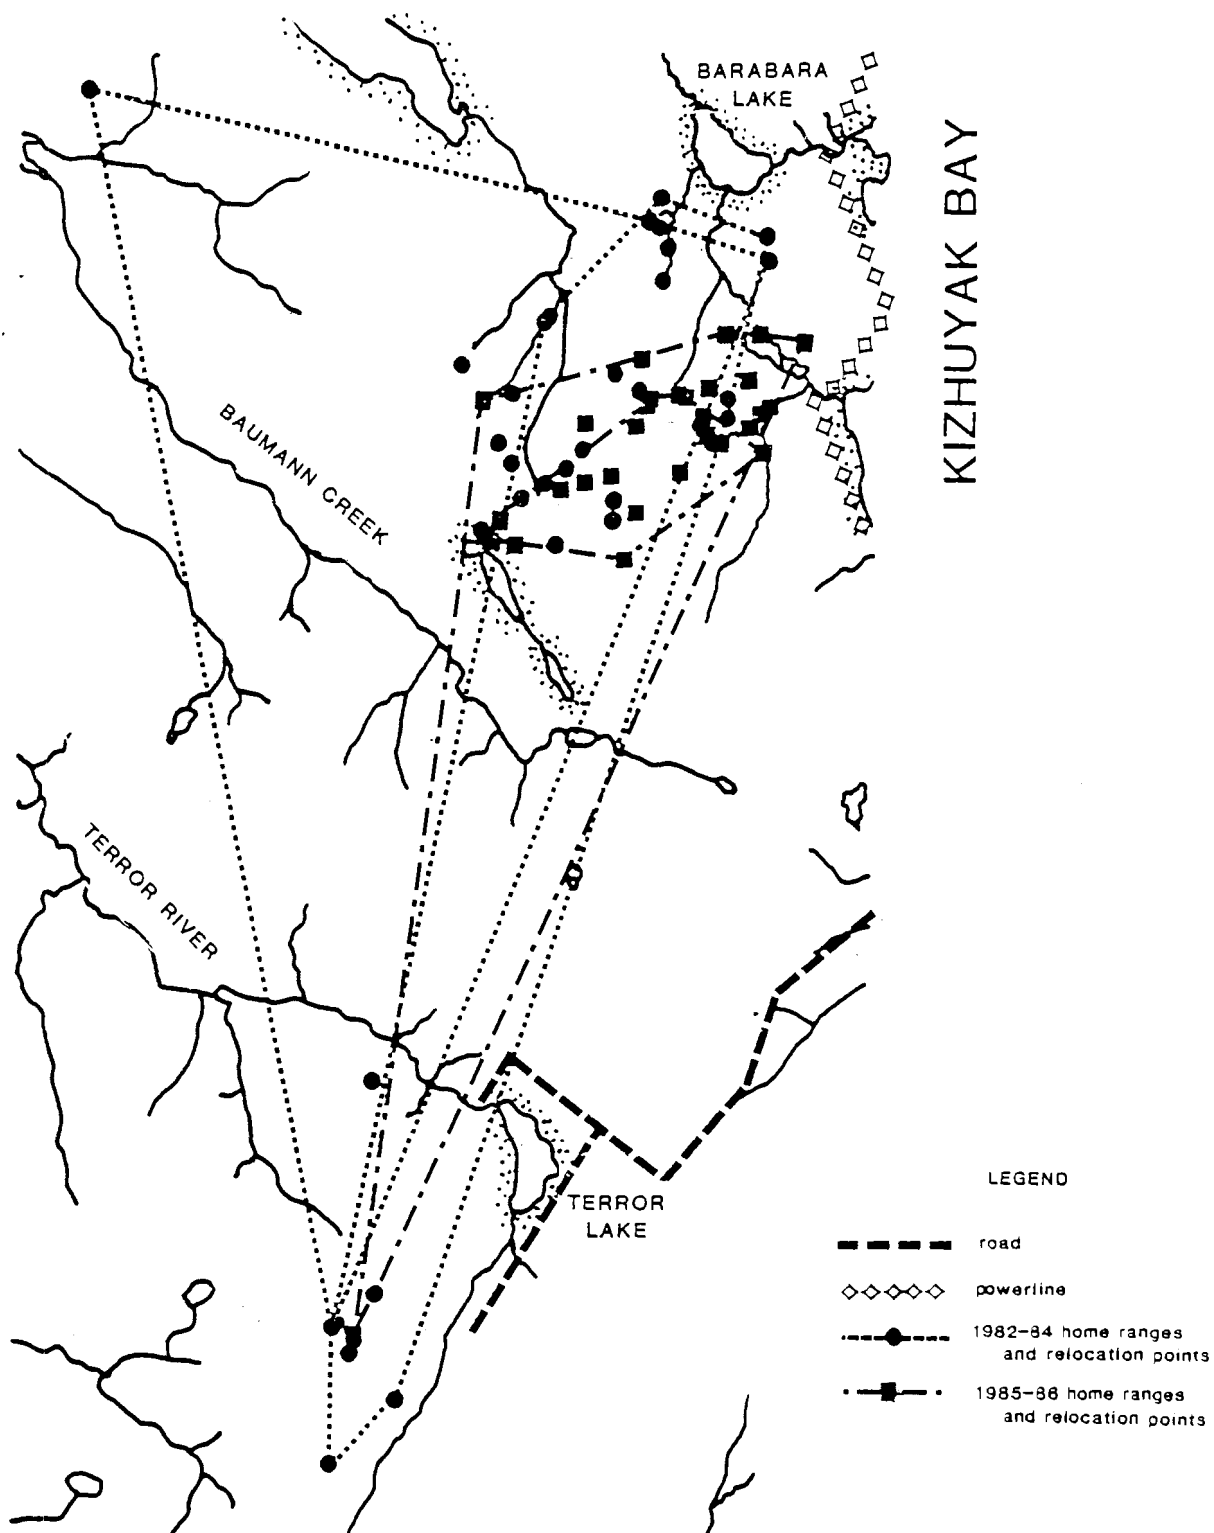 BARABARA
LAKE
KIZHUYAK BAY
BAUMANN CREEK
TERROR RIVER
TERROR
LAKE
LEGEND
road
powerline
1982-84 home ranges
and relocation points
1985-86 home ranges
and relocation points